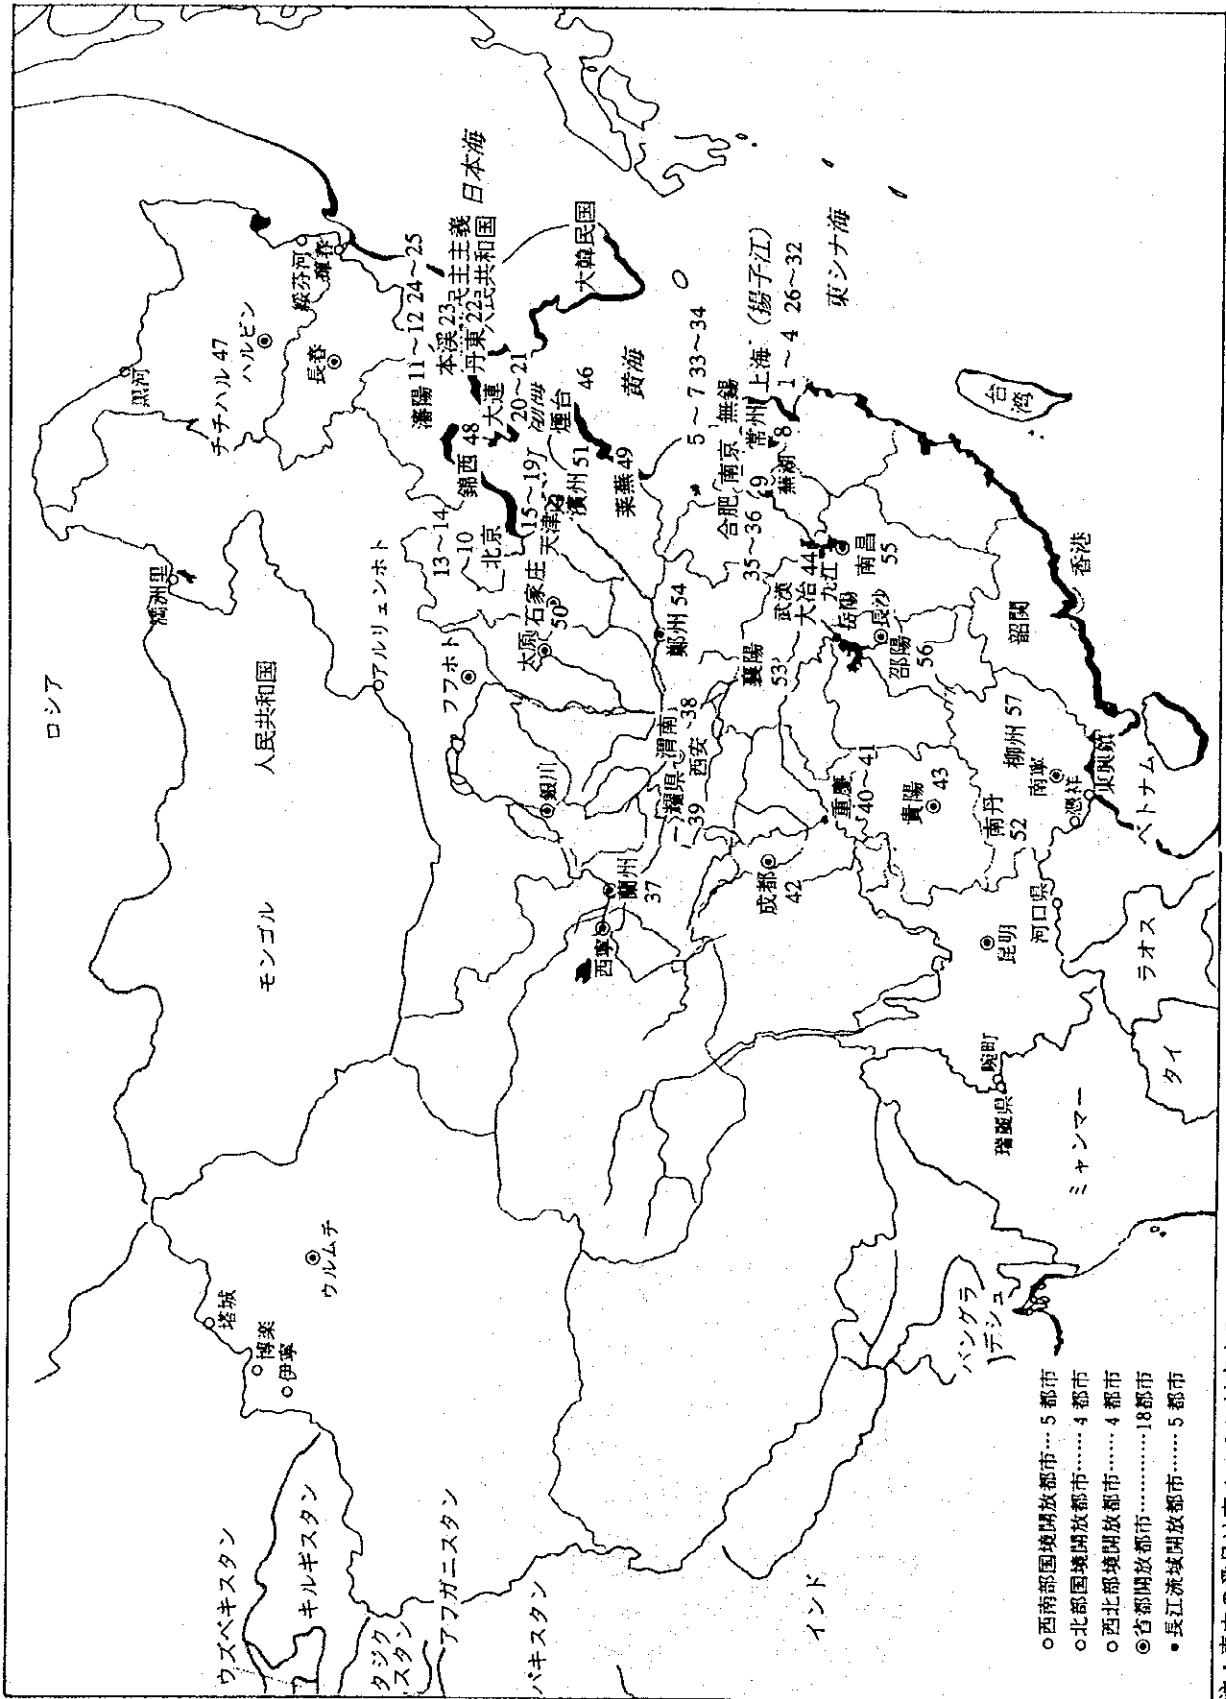 ロシア
モンゴル
人民共和国
ウズベキスタン
キルギスタン
タジク
スタン
アフガニスタン
パキスタン
インド
バングラ
デシュ
ミャンマー
タイ
ラオス
ベトナム
塔城
博楽
伊寧
ウルムチ
満洲里
黒河
チチハル 47
ハルビン
長春
綏芬河
琿春
アルリェンホト
フフホト
銀川
西寧
蘭州
37
瀋陽 11～12 24～25
本渓 23
民主主義
人民共和国
丹東 22
日本海
大韓民国
錦西 48
大連
20～21
13～14
～10
北京
15～19
天津
石家庄
50
太原
濱州 51
煙台
46
莱蕪 49
黄海
鄭州 54
渭南
西安
38
耀県
39
襄陽
53
合肥
35～36
南京
無錫
常州
5～7 33～34
上海
(揚子江)
1～4 26～32
8
9
蕪湖
東シナ海
武漢
大冶 44
九江
岳陽
長沙
南昌
55
邵陽
56
韶関
香港
台湾
成都
42
重慶
40～41
貴陽
43
南丹
52
柳州 57
南寧
憑祥
東興鎮
昆明
河口県
畹町
瑞麗県
○西南部国境開放都市…5都市
○北部国境開放都市……4都市
○西北部境開放都市……4都市
◉省都開放都市…………18都市
•長江流域開放都市……5都市